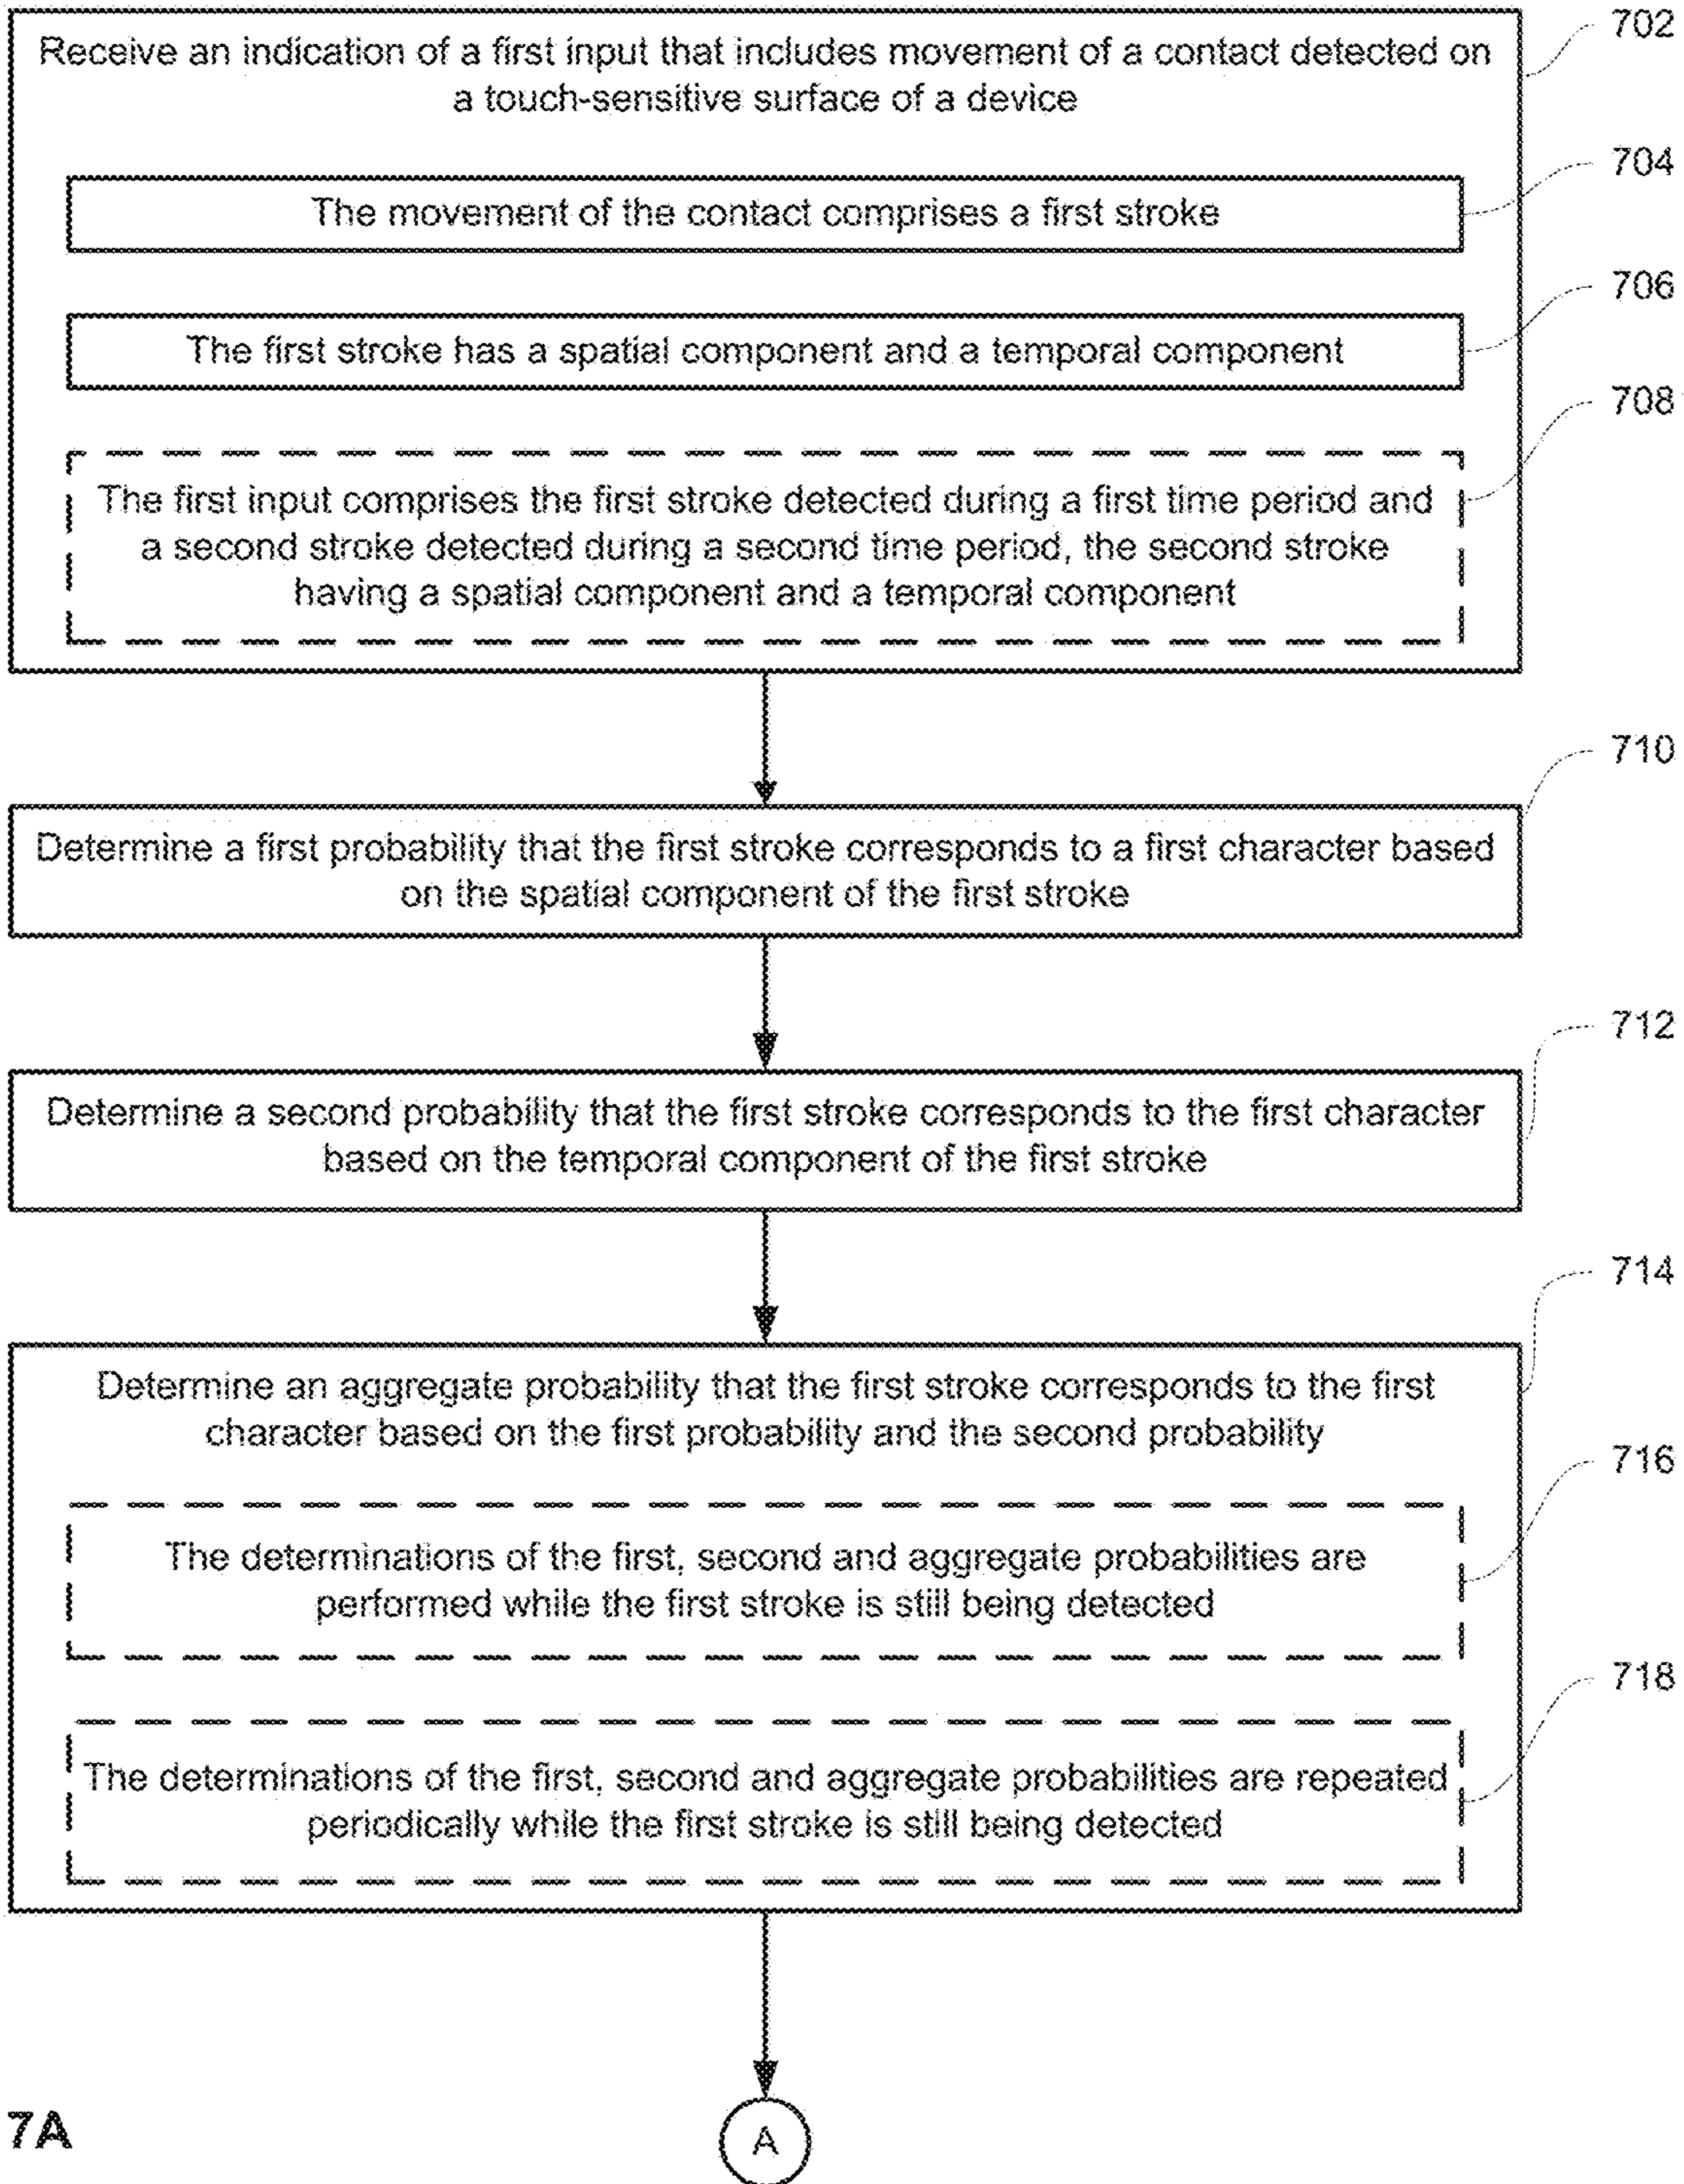 702
Receive an indication of a first input that includes movement of a contact detected on
a touch-sensitive surface of a device
704
The movement of the contact comprises a first stroke
706
The first stroke has a spatial component and a temporal component
708
The first input comprises the first stroke detected during a first time period and
a second stroke detected during a second time period, the second stroke
having a spatial component and a temporal component
710
Determine a first probability that the first stroke corresponds to a first character based
on the spatial component of the first stroke
712
Determine a second probability that the first stroke corresponds to the first character
based on the temporal component of the first stroke
714
Determine an aggregate probability that the first stroke corresponds to the first
character based on the first probability and the second probability
716
The determinations of the first, second and aggregate probabilities are
performed while the first stroke is still being detected
718
The determinations of the first, second and aggregate probabilities are repeated
periodically while the first stroke is still being detected
7A
A